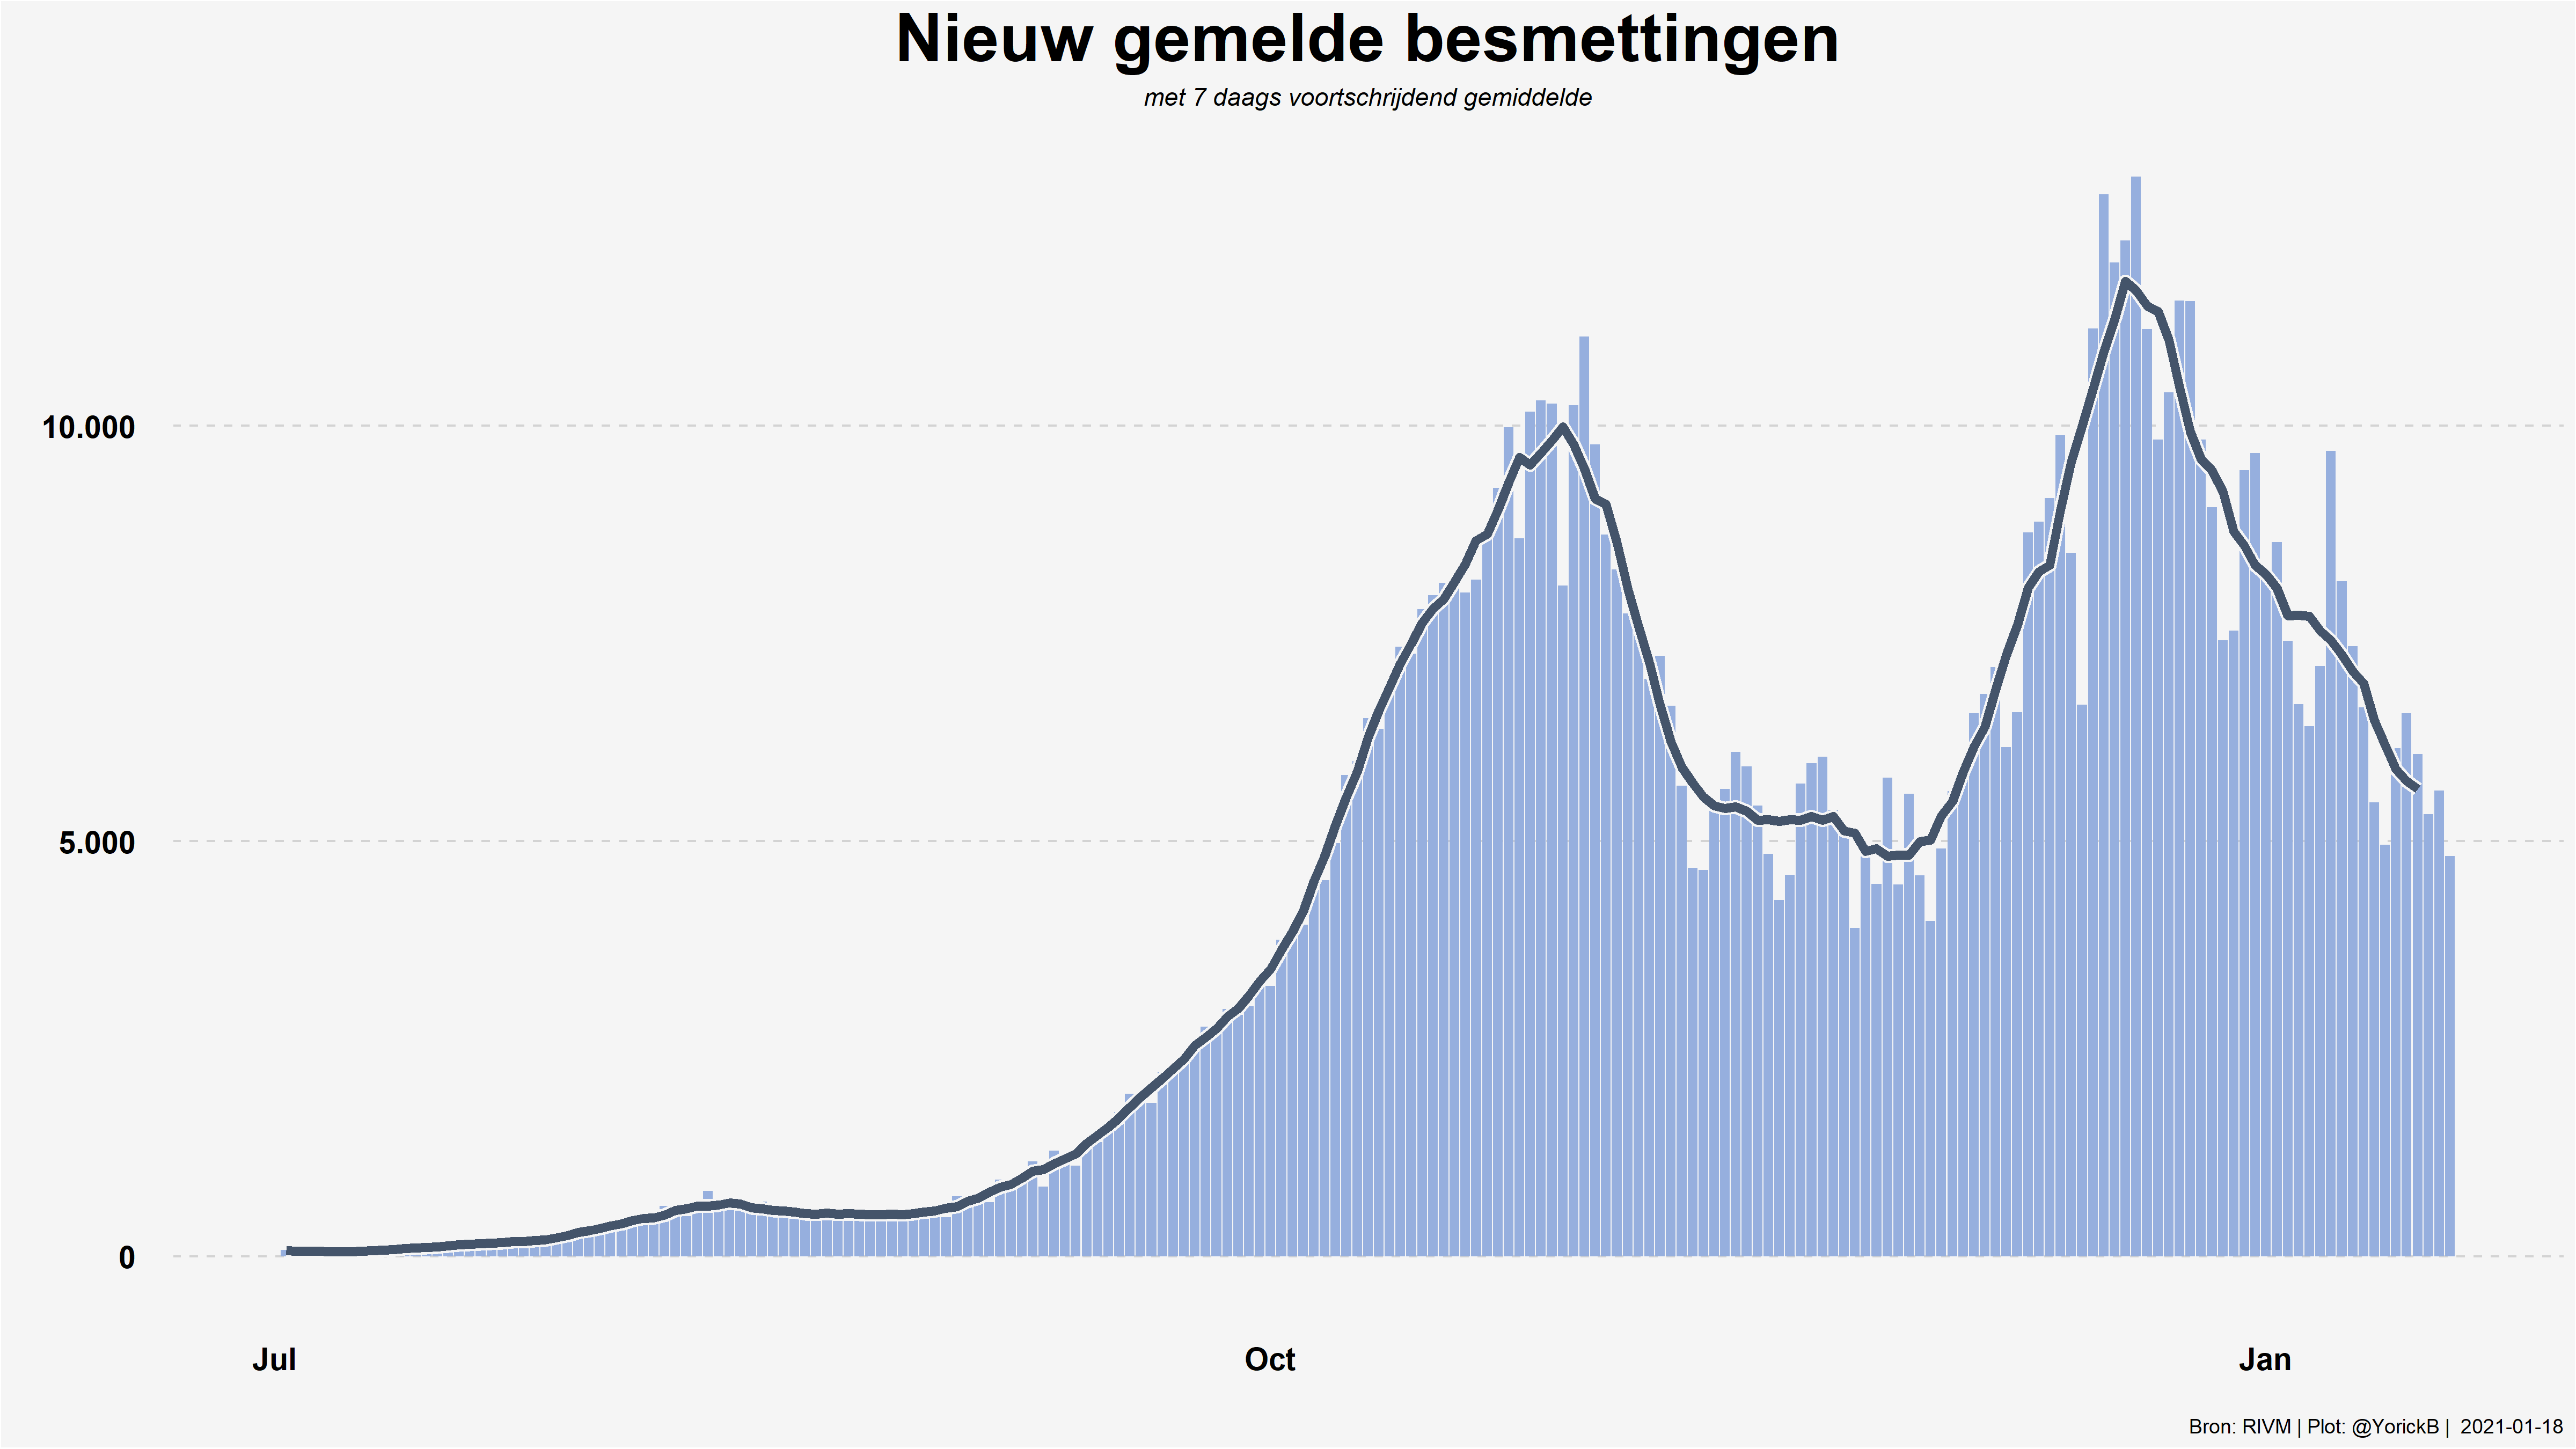 Nieuw gemelde besmettingen
met 7 daags voortschrijdend gemiddelde
10.000
5.000
0
Jul Oct Jan
Bron: RIVM | Plot: @YorickB | 2021-01-18